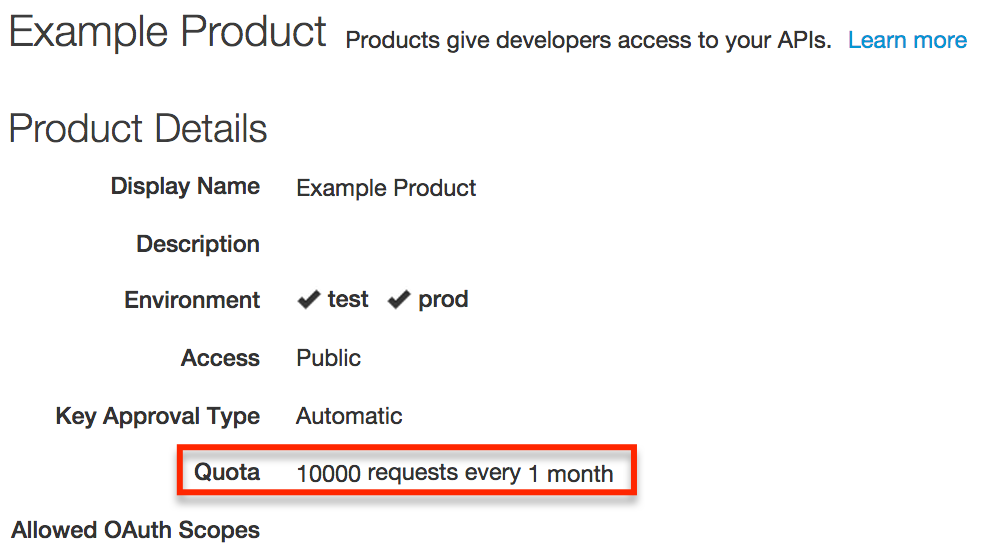 Example Product Products give developers access to your APIs. Learn more
Product Details
Display Name Example Product
Description
Environment test prod
Access Public
Key Approval Type Automatic
Quota 10000 requests every 1 month
Allowed OAuth Scopes